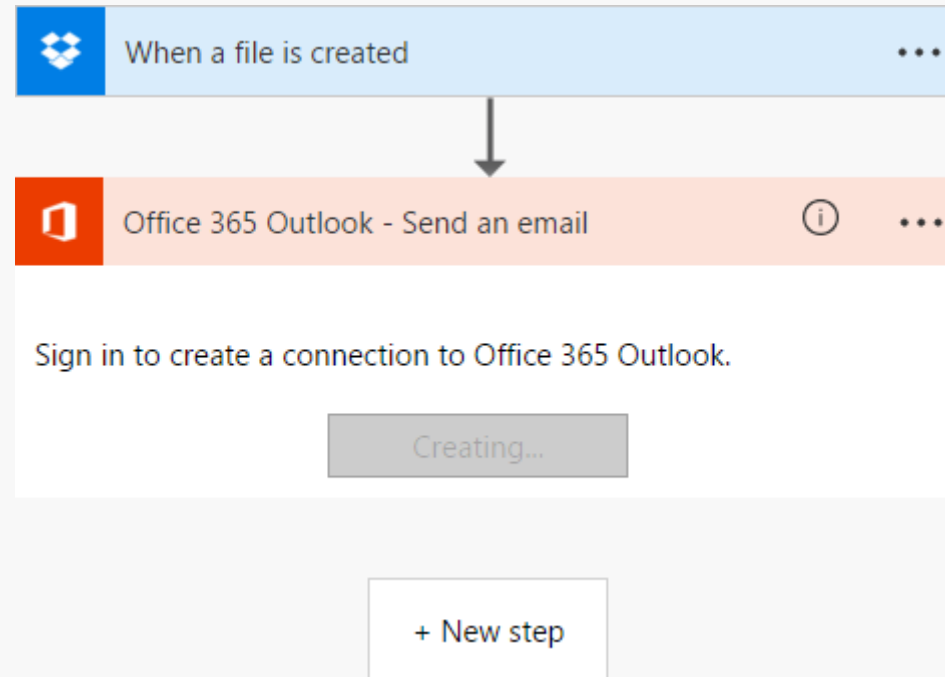 When a file is created
Office 365 Outlook - Send an email
Sign in to create a connection to Office 365 Outlook.
Creating...
+ New step